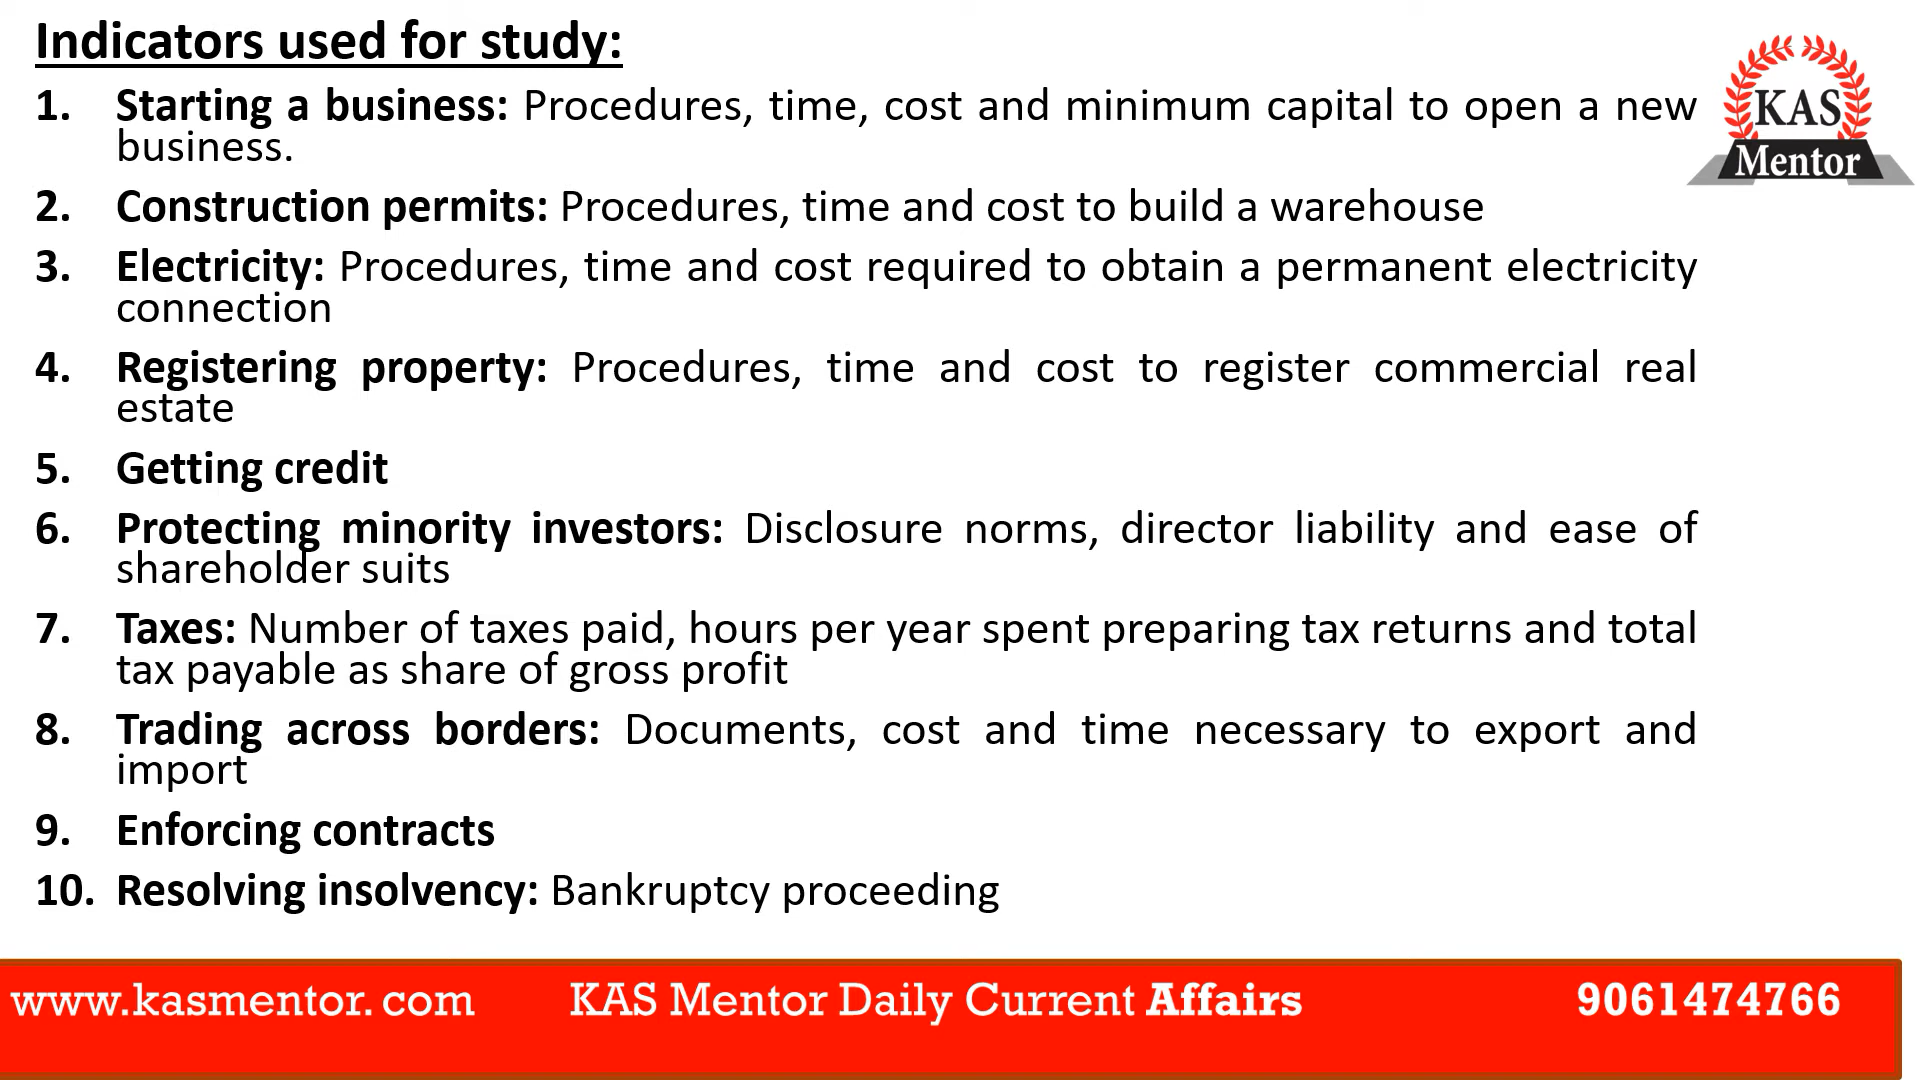 Indicators used for study:
1. Starting a business: Procedures, time, cost and minimum capital to open a new
business.
2. Construction permits: Procedures, time and cost to build a warehouse
3. Electricity: Procedures, time and cost required to obtain a permanent electricity
connection
4. Registering property: Procedures, time and cost to register commercial real
estate
5. Getting credit
6. Protecting minority investors: Disclosure norms, director liability and ease of
shareholder suits
7. Taxes: Number of taxes paid, hours per year spent preparing tax returns and total
tax payable as share of gross profit
8. Trading across borders: Documents, cost and time necessary to export and
import
9. Enforcing contracts
10. Resolving insolvency: Bankruptcy proceeding
KAS
Mentor
www.kasmentor. com KAS Mentor Daily Current Affairs 9061474766